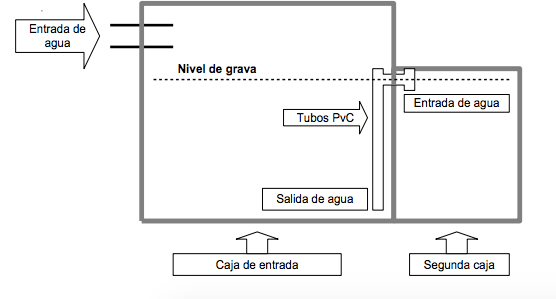 Entrada de
agua
Nivel de grava
Entrada de agua
Tubos PvC
Salida de agua
Caja de entrada
Segunda caja